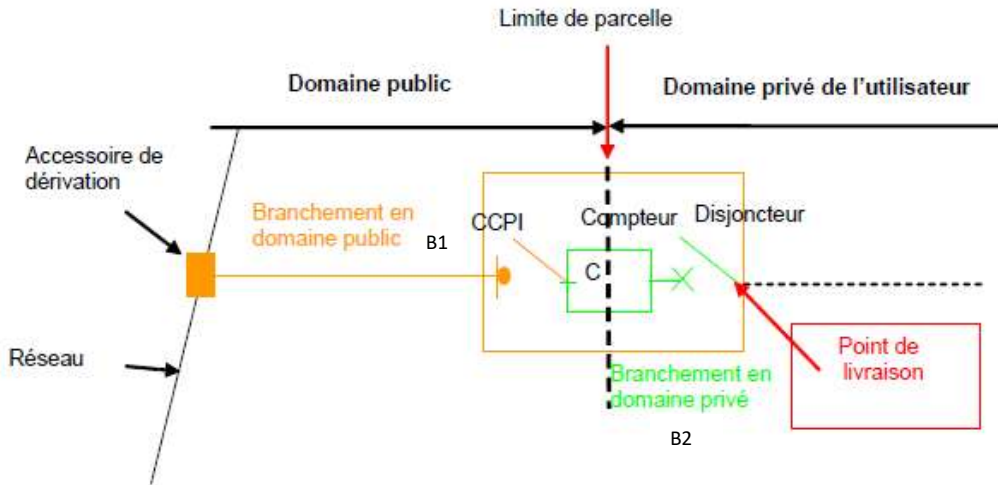 Limite de parcelle
Domaine public
Domaine privé de l'utilisateur
Accessoire de
dérivation
Branchement en
domaine public
B1
CCPI
Compteur
Disjoncteur
C
Réseau
Point de
livraison
Branchement en
domaine privé
B2